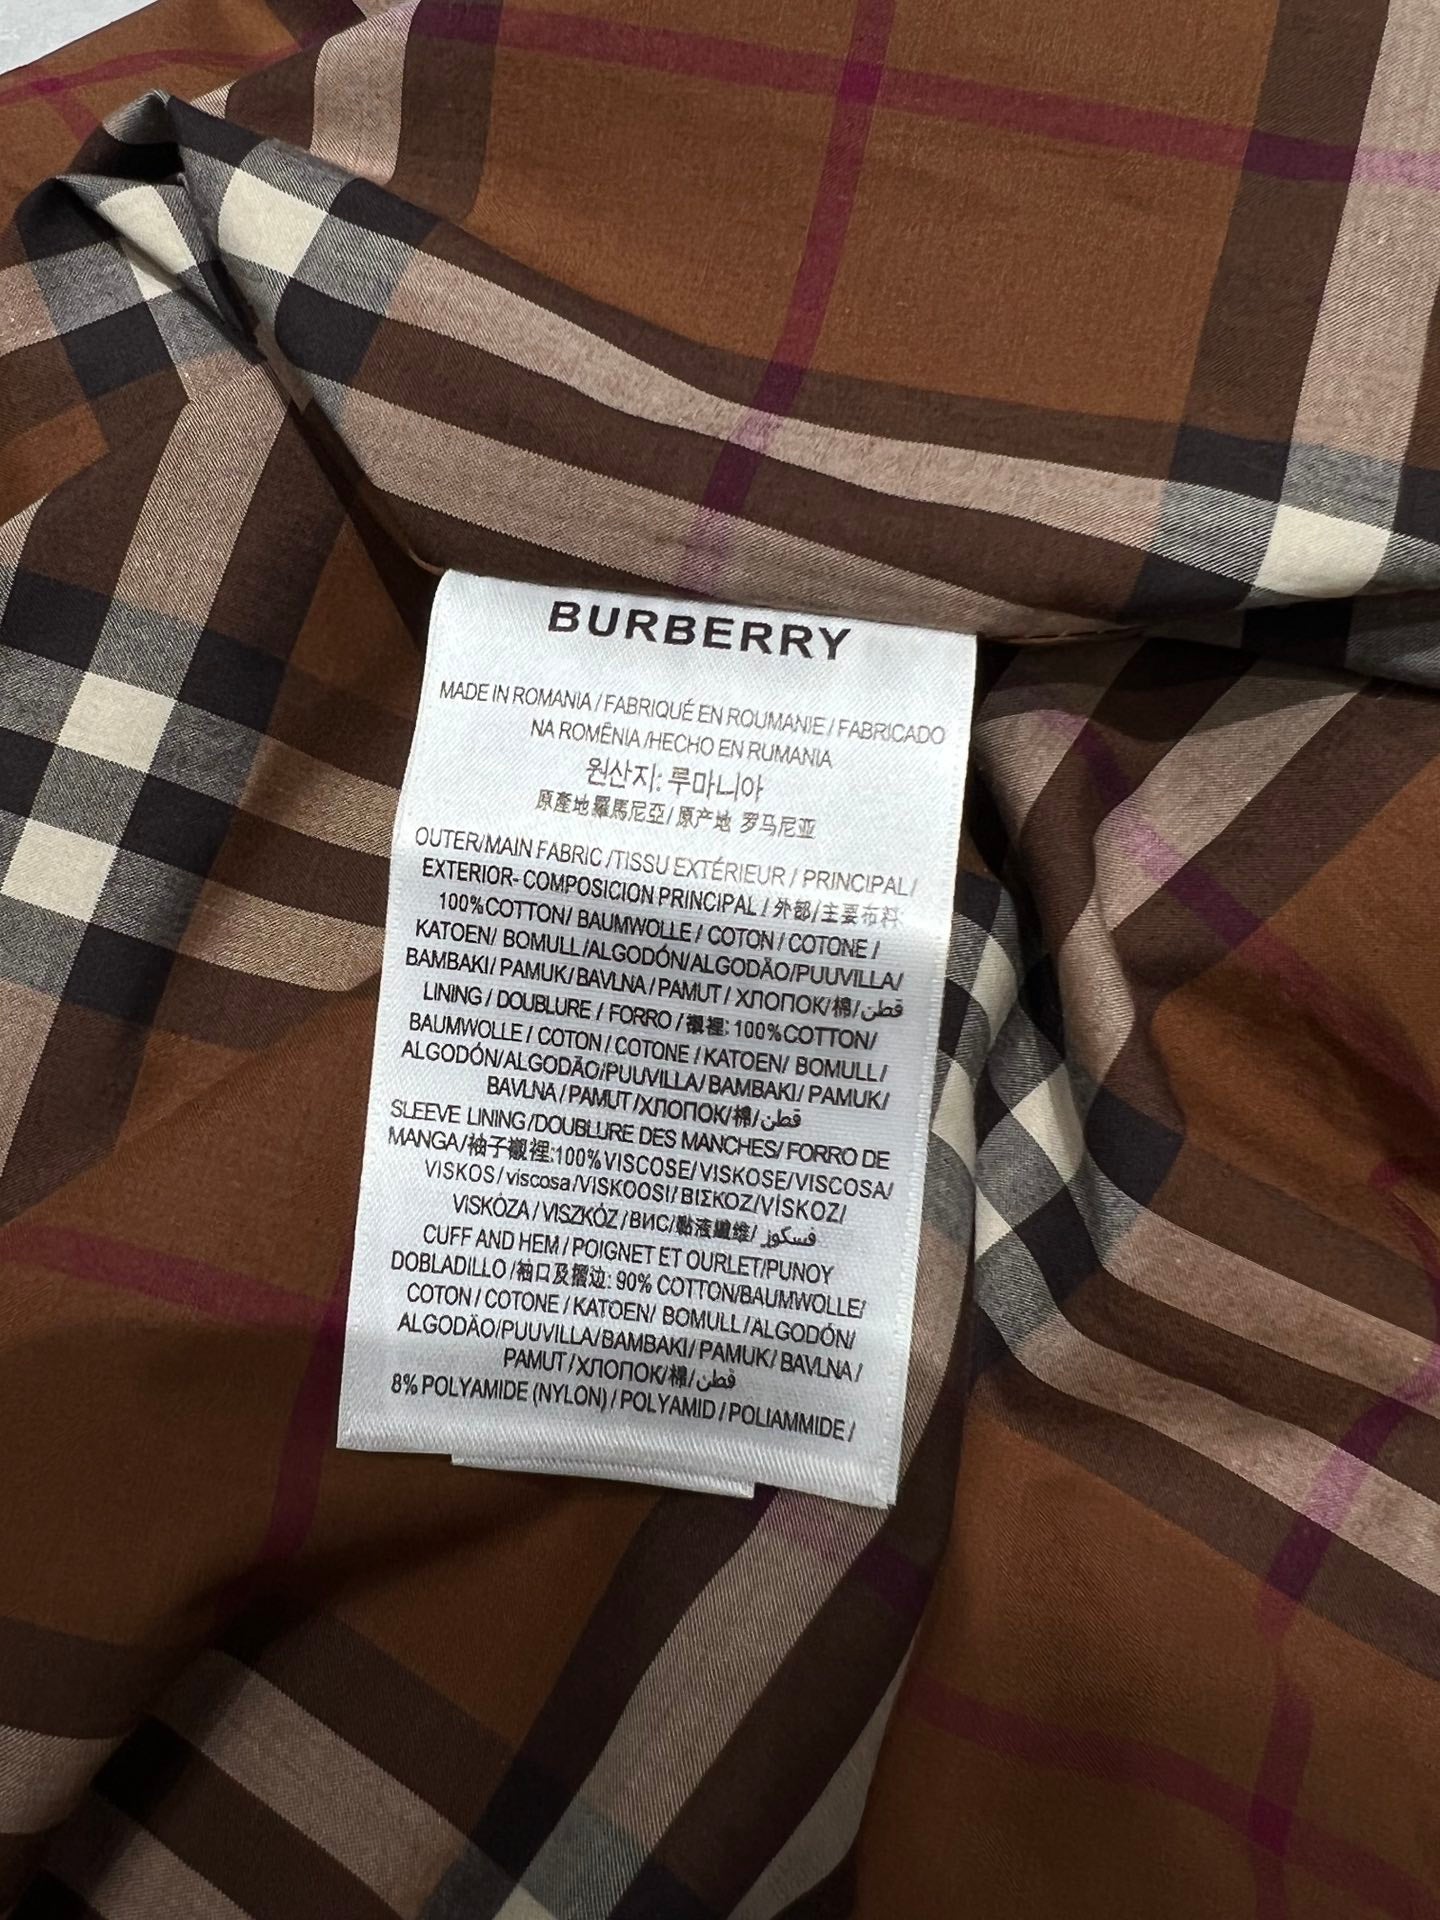 BURBERRY
MADE IN ROMANIA / FABRIQUÉ EN ROUMANIE / FABRICADO
NA ROMÊNIA /HECHO EN RUMANIA
원산지: 루마니아
原產地羅馬尼亞/ 原产地 罗马尼亚
OUTER/MAIN FABRIC /TISSU EXTÉRIEUR / PRINCIPAL/
EXTERIOR- COMPOSICION PRINCIPAL / 外部/主要布料:
100%COTTON/ BAUMWOLLE / COTON / COTONE /
KATOEN/ BOMULL/ALGODÓN/ALGODÃO/PUUVILLA/
BAMBAKI/ PAMUK/BAVLNA / PAMUT / ХЛОПОК/棉/قطن
LINING / DOUBLURE / FORRO / 襯裡: 100%COTTON/
BAUMWOLLE / COTON / COTONE / KATOEN/ BOMULL/
ALGODÓN/ALGODÃO/PUUVILLA/ BAMBAKI/ PAMUK/
BAVLNA / PAMUT /ХЛОПОК/棉/قطن
SLEEVE LINING /DOUBLURE DES MANCHES/ FORRO DE
MANGA/袖子襯裡:100%VISCOSE/VISKOSE/VISCOSA/
VISKOS/ viscosa/VISKOOSI/ ΒΙΣΚΟΖ/VÍSKOZ/
VISKÓZA / VISZKÓZ /ВИС/黏液纖维/ فسكوز
CUFF AND HEM / POIGNET ET OURLET/PUNOY
DOBLADILLO /袖口及摺边: 90% COTTON/BAUMWOLLE/
COTON / COTONE / KATOEN/ BOMULL/ALGODÓN/
ALGODÃO/PUUVILLA/BAMBAKI/ PAMUK/ BAVLNA /
PAMUT /ХЛОПОК/棉/قطن
8% POLYAMIDE (NYLON) / POLYAMID / POLIAMMIDE /